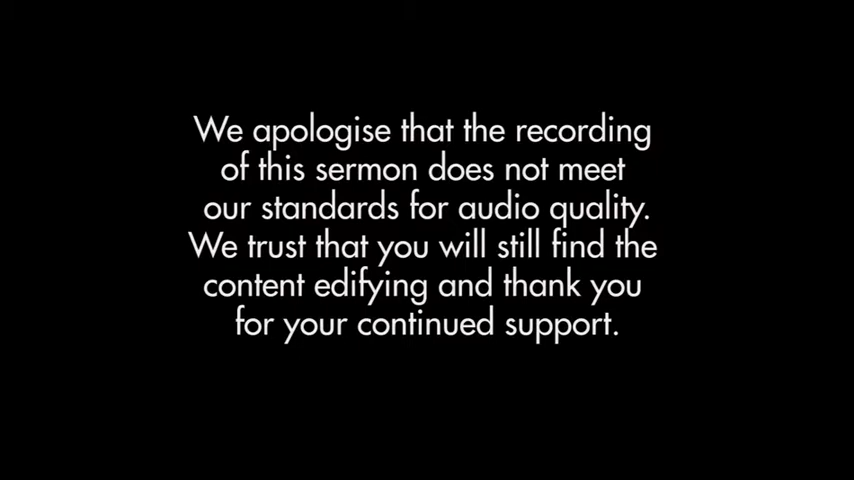 We apologise that the recording
of this sermon does not meet
our standards for audio quality.
We trust that you will still find the
content edifying and thank you
for your continued support.